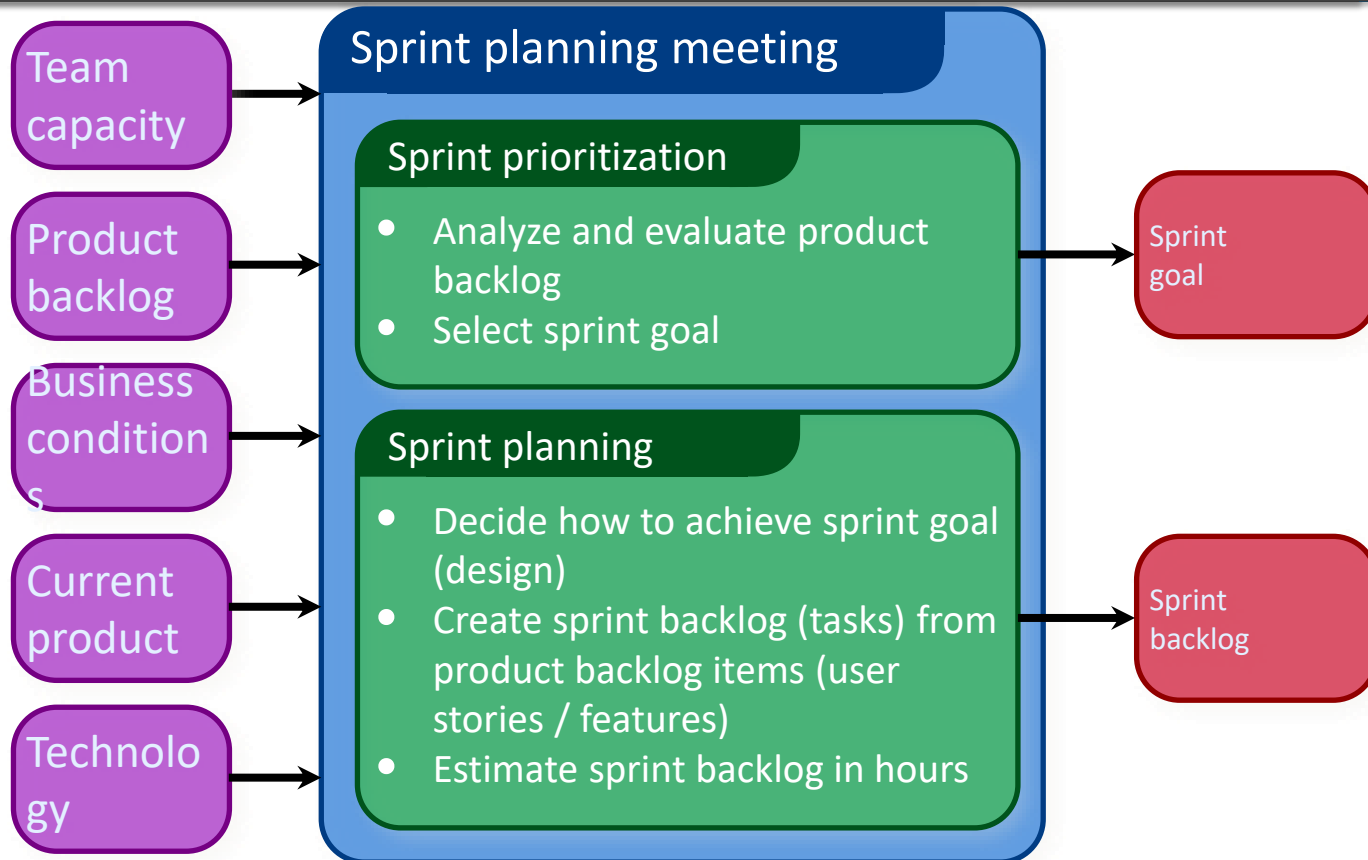 Team
capacity
Product
backlog
Business
condition
s
Current
product
Technolo
gy
Sprint planning meeting
Sprint prioritization
• Analyze and evaluate product
backlog
• Select sprint goal
Sprint planning
• Decide how to achieve sprint goal
(design)
• Create sprint backlog (tasks) from
product backlog items (user
stories / features)
• Estimate sprint backlog in hours
Sprint
goal
Sprint
backlog